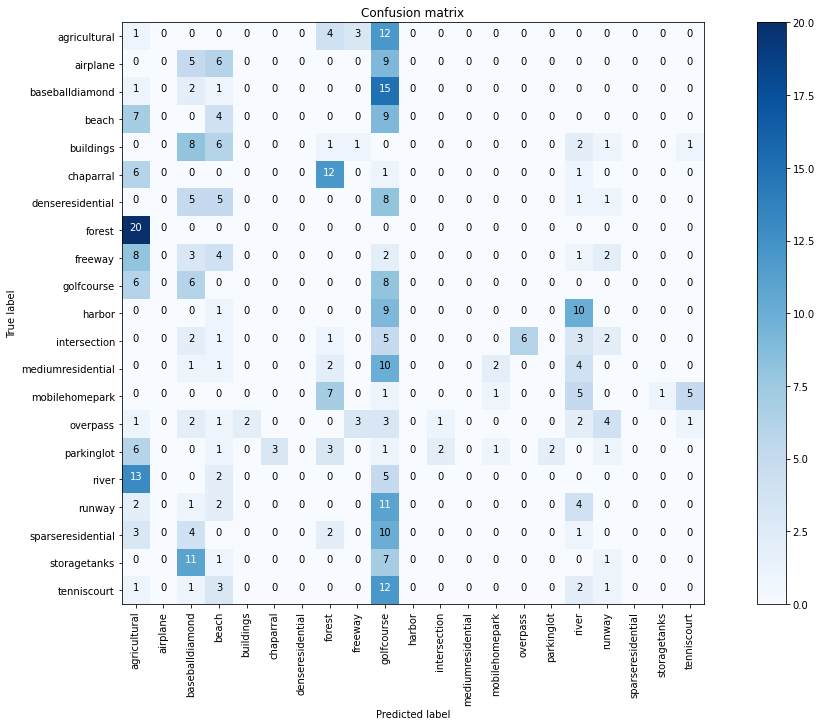 Confusion matrix
agricultural 1 0 0 0 0 0 0 4 3 12 0 0 0 0 0 0 0 0 0 0 0
airplane 0 0 5 6 0 0 0 0 0 9 0 0 0 0 0 0 0 0 0 0 0
baseballdiamond 1 0 2 1 0 0 0 0 0 15 0 0 0 0 0 0 0 0 0 0 0
beach 7 0 0 4 0 0 0 0 0 9 0 0 0 0 0 0 0 0 0 0 0
buildings 0 0 8 6 0 0 0 1 1 0 0 0 0 0 0 0 2 1 0 0 1
chaparral 6 0 0 0 0 0 0 12 0 1 0 0 0 0 0 0 1 0 0 0 0
denseresidential 0 0 5 5 0 0 0 0 0 8 0 0 0 0 0 0 1 1 0 0 0
forest 20 0 0 0 0 0 0 0 0 0 0 0 0 0 0 0 0 0 0 0 0
freeway 8 0 3 4 0 0 0 0 0 2 0 0 0 0 0 0 1 2 0 0 0
golfcourse 6 0 6 0 0 0 0 0 0 8 0 0 0 0 0 0 0 0 0 0 0
harbor 0 0 0 1 0 0 0 0 0 9 0 0 0 0 0 0 10 0 0 0 0
intersection 0 0 2 1 0 0 0 1 0 5 0 0 0 0 6 0 3 2 0 0 0
mediumresidential 0 0 1 1 0 0 0 2 0 10 0 0 0 2 0 0 4 0 0 0 0
mobilehomepark 0 0 0 0 0 0 0 7 0 1 0 0 0 1 0 0 5 0 0 1 5
overpass 1 0 2 1 2 0 0 0 3 3 0 1 0 0 0 0 2 4 0 0 1
parkinglot 6 0 0 1 0 3 0 3 0 1 0 2 0 1 0 2 0 1 0 0 0
river 13 0 0 2 0 0 0 0 0 5 0 0 0 0 0 0 0 0 0 0 0
runway 2 0 1 2 0 0 0 0 0 11 0 0 0 0 0 0 4 0 0 0 0
sparseresidential 3 0 4 0 0 0 0 2 0 10 0 0 0 0 0 0 1 0 0 0 0
storagetanks 0 0 11 1 0 0 0 0 0 7 0 0 0 0 0 0 0 1 0 0 0
tenniscourt 1 0 1 3 0 0 0 0 0 12 0 0 0 0 0 0 2 1 0 0 0
True label
agricultural
airplane
baseballdiamond
beach
buildings
chaparral
denseresidential
forest
freeway
golfcourse
harbor
intersection
mediumresidential
mobilehomepark
overpass
parkinglot
river
runway
sparseresidential
storagetanks
tenniscourt
Predicted label
20.0
17.5
15.0
12.5
10.0
7.5
5.0
2.5
0.0